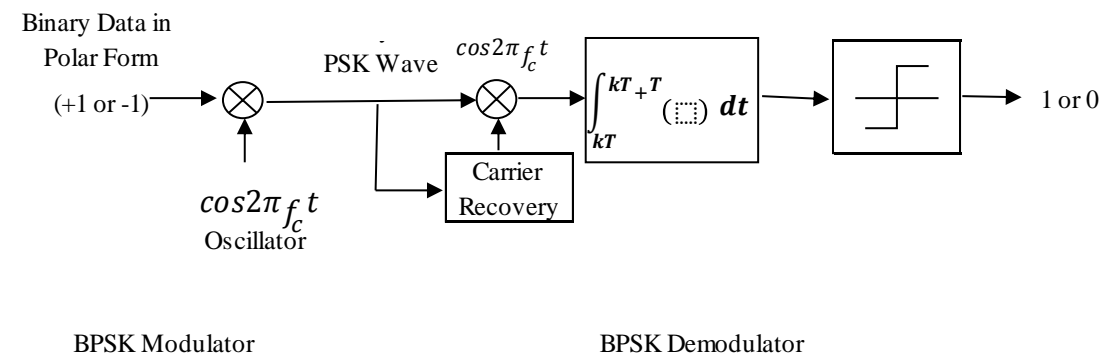 Binary Data in
Polar Form
(+1 or -1)
PSK Wave
cos2π f_c t
∫_{kT}^{kT+T} (⬚) dt
1 or 0
Carrier
Recovery
cos2π f_c t
Oscillator
BPSK Modulator
BPSK Demodulator